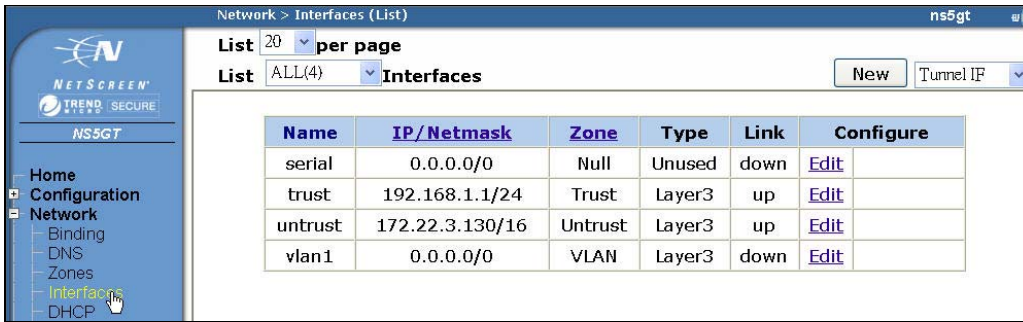 Network > Interfaces (List)
ns5gt
NETSCREEN
TREND MICRO SECURE
NS5GT
Home
Configuration
Network
Binding
DNS
Zones
Interfaces
DHCP
List 20 per page
List ALL(4) Interfaces
New Tunnel IF
Name IP/Netmask Zone Type Link Configure
serial 0.0.0.0/0 Null Unused down Edit
trust 192.168.1.1/24 Trust Layer3 up Edit
untrust 172.22.3.130/16 Untrust Layer3 up Edit
vlan1 0.0.0.0/0 VLAN Layer3 down Edit